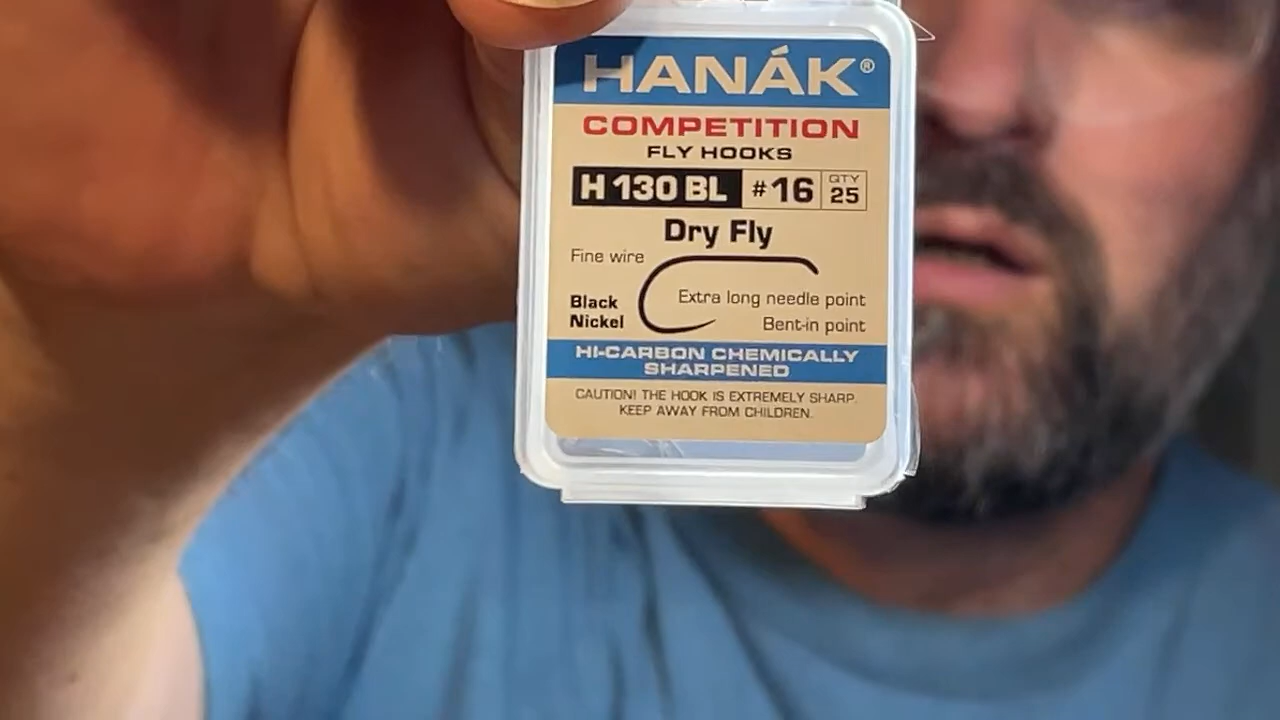 HANÁK®
COMPETITION
FLY HOOKS
H 130 BL #16 QTY 25
Dry Fly
Fine wire
Extra long needle point
Black
Nickel
Bent-in point
HI-CARBON CHEMICALLY
SHARPENED
CAUTION! THE HOOK IS EXTREMELY SHARP.
KEEP AWAY FROM CHILDREN.